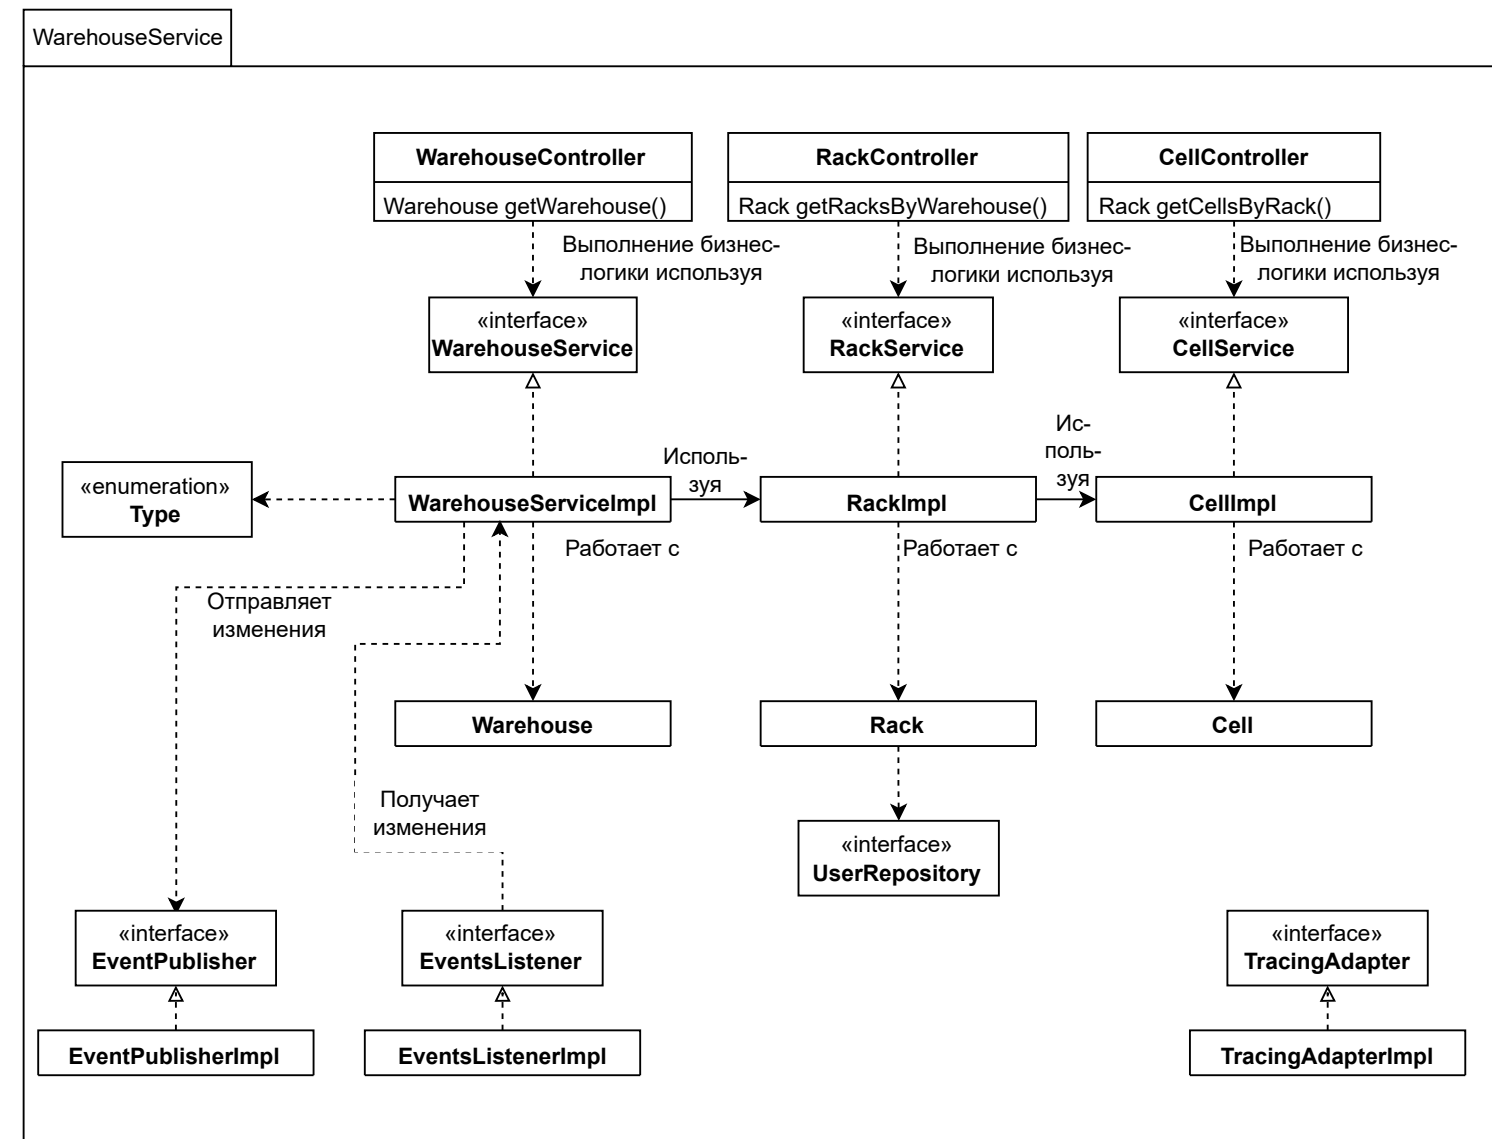 WarehouseService
WarehouseController
Warehouse getWarehouse()
RackController
Rack getRacksByWarehouse()
CellController
Rack getCellsByRack()
Выполнение бизнес-
логики используя
Выполнение бизнес-
логики используя
Выполнение бизнес-
логики используя
«interface»
WarehouseService
«interface»
RackService
«interface»
CellService
«enumeration»
Type
WarehouseServiceImpl
Исполь-
зуя
RackImpl
Ис-
поль-
зуя
CellImpl
Работает с
Работает с
Работает с
Отправляет
изменения
Warehouse
Rack
Cell
Получает
изменения
«interface»
UserRepository
«interface»
EventPublisher
«interface»
EventsListener
«interface»
TracingAdapter
EventPublisherImpl
EventsListenerImpl
TracingAdapterImpl